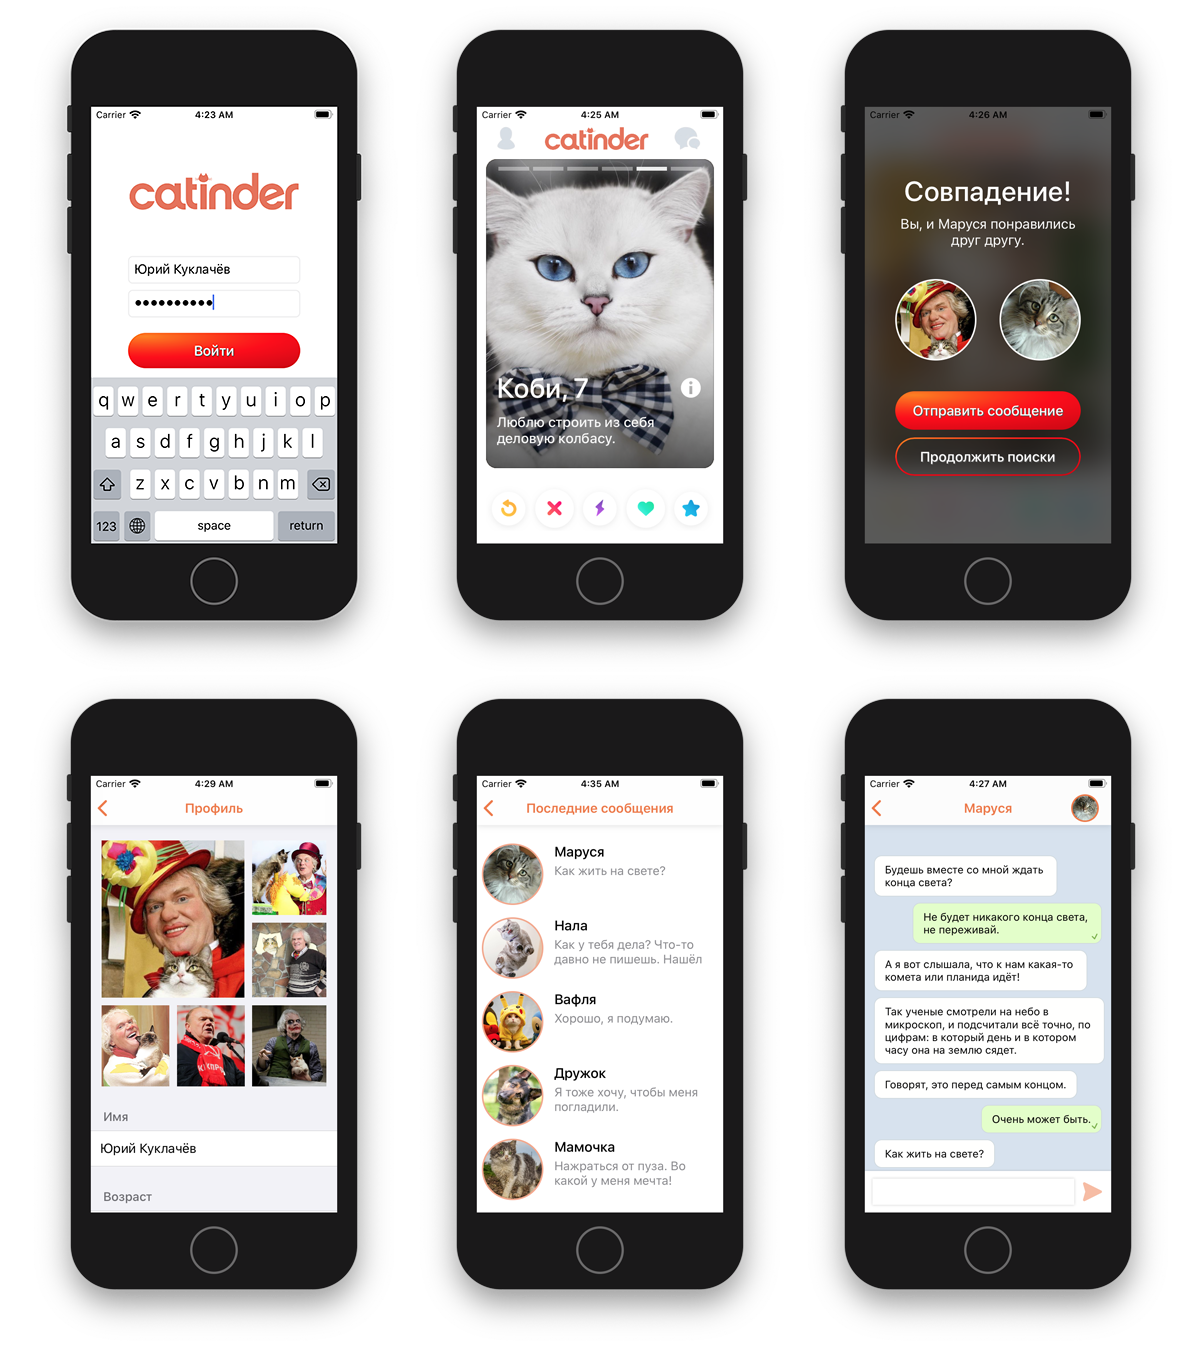 Carrier 4:23 AM
catinder
Юрий Куклачёв
••••••••••
Войти
q w e r t y u i o p
a s d f g h j k l
z x c v b n m
123 space return
Carrier 4:25 AM
catinder
Коби, 7
Люблю строить из себя
деловую колбасу.
Carrier 4:26 AM
Совпадение!
Вы, и Маруся понравились
друг другу.
Отправить сообщение
Продолжить поиски
Carrier 4:29 AM
Профиль
Имя
Юрий Куклачёв
Возраст
Carrier 4:35 AM
Последние сообщения
Маруся
Как жить на свете?
Нала
Как у тебя дела? Что-то
давно не пишешь. Нашёл
Вафля
Хорошо, я подумаю.
Дружок
Я тоже хочу, чтобы меня
погладили.
Мамочка
Нажраться от пуза. Во
какой у меня мечта!
Carrier 4:27 AM
Маруся
Будешь вместе со мной ждать
конца света?
Не будет никакого конца света,
не переживай.
А я вот слышала, что к нам какая-то
комета или планида идёт!
Так ученые смотрели на небо в
микроскоп, и подсчитали всё точно, по
цифрам: в который день и в котором
часу она на землю сядет.
Говорят, это перед самым концом.
Очень может быть.
Как жить на свете?